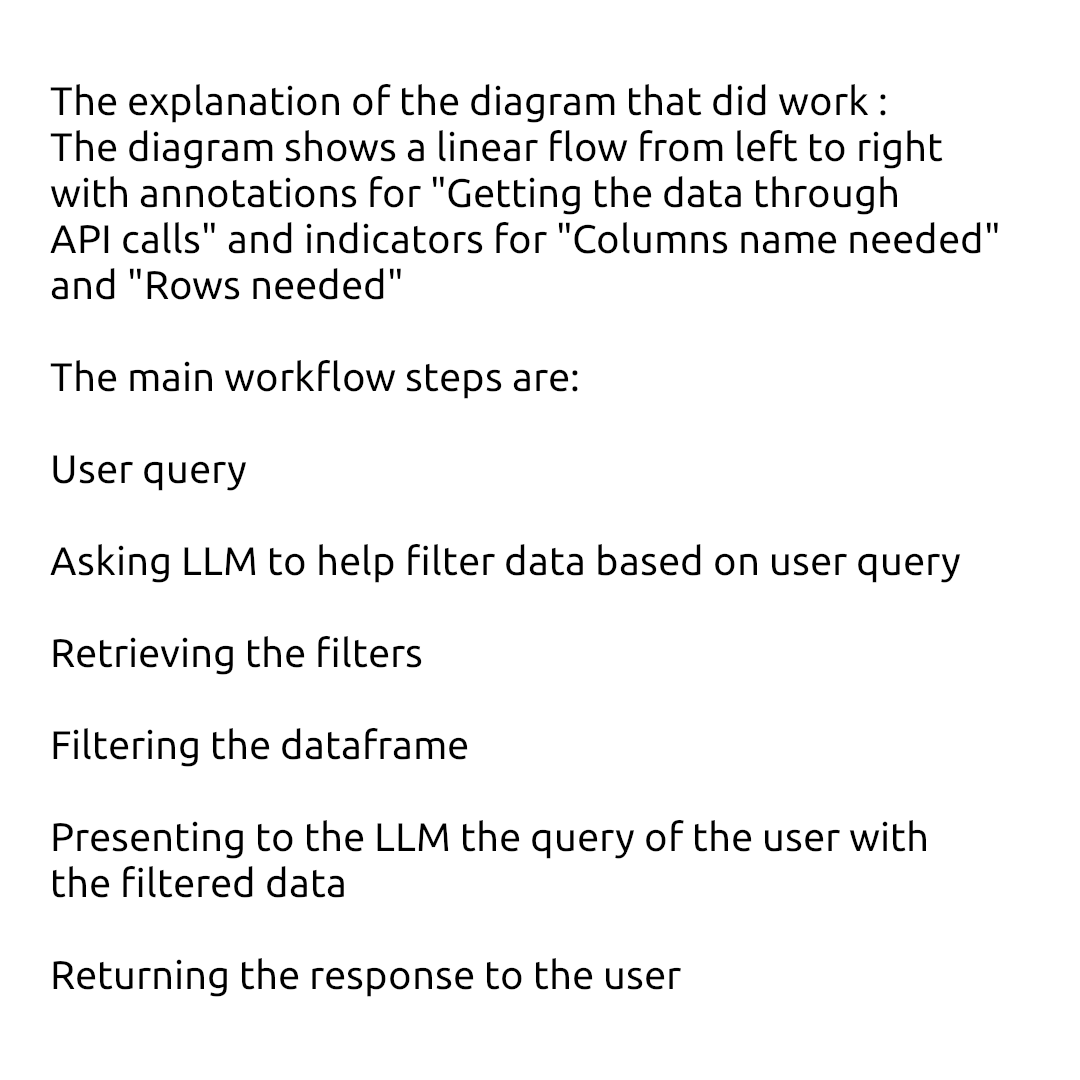 The explanation of the diagram that did work :
The diagram shows a linear flow from left to right
with annotations for "Getting the data through
API calls" and indicators for "Columns name needed"
and "Rows needed"
The main workflow steps are:
User query
Asking LLM to help filter data based on user query
Retrieving the filters
Filtering the dataframe
Presenting to the LLM the query of the user with
the filtered data
Returning the response to the user